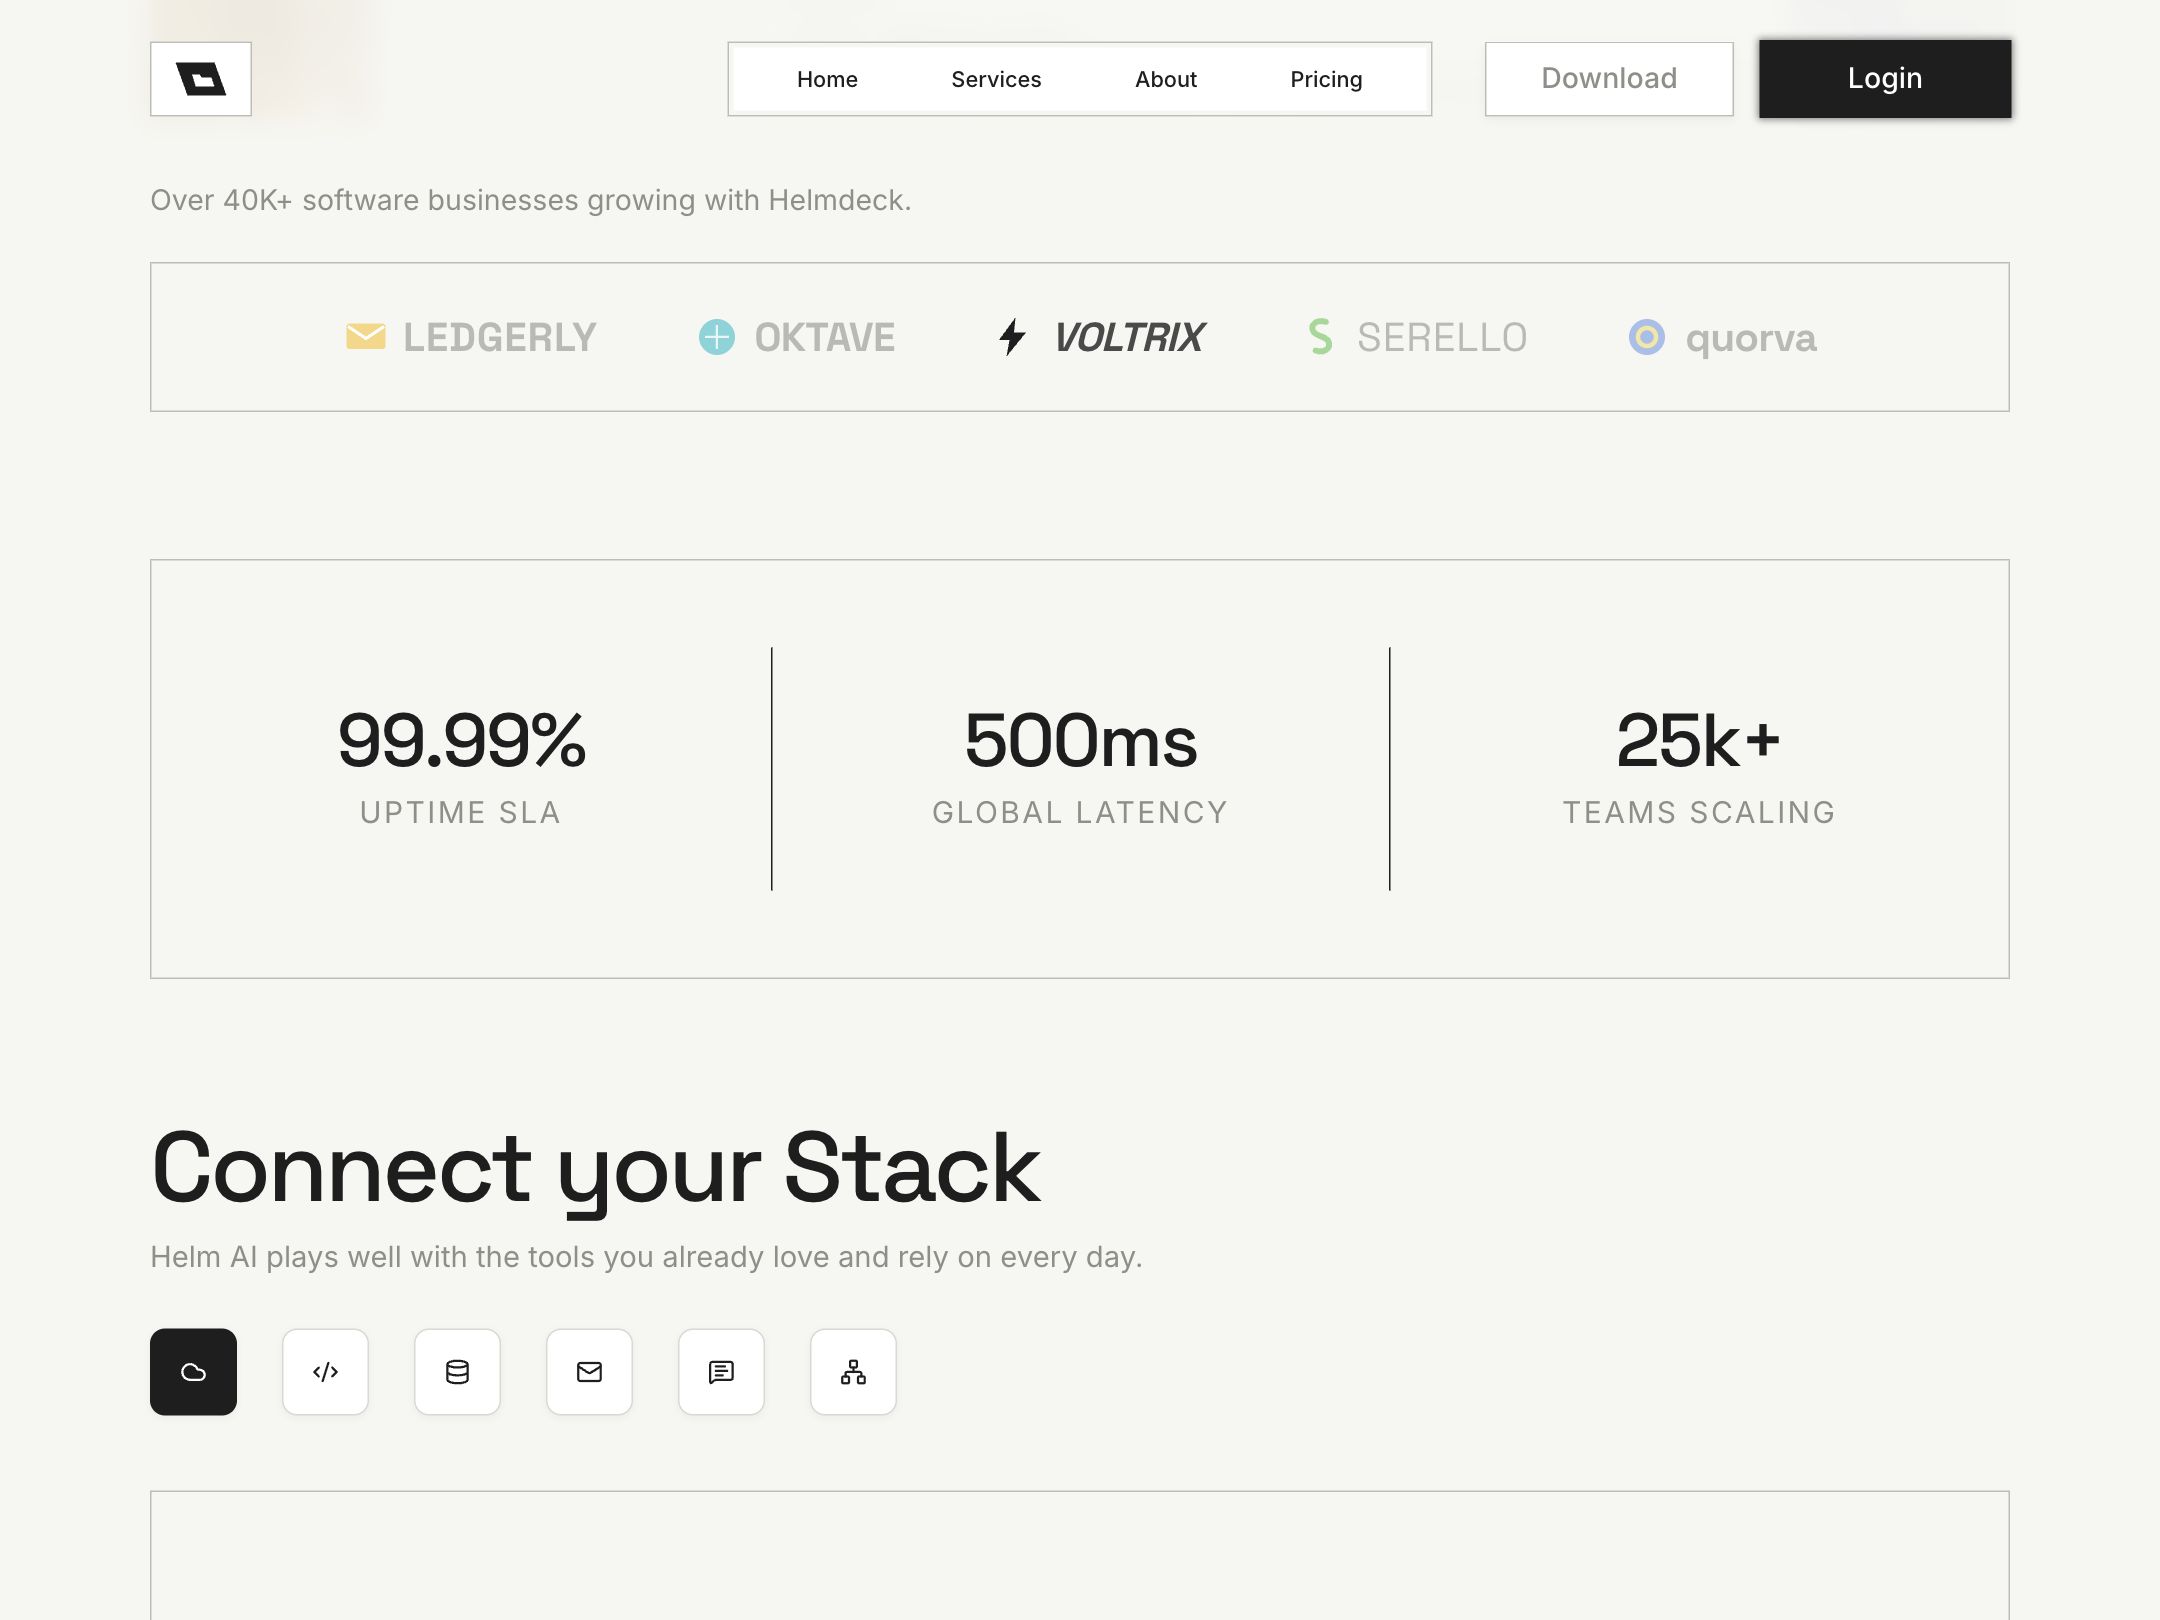 Home Services About Pricing Download Login
Over 40K+ software businesses growing with Helmdeck.
LEDGERLY OKTAVE VOLTRIX SERELLO quorva
99.99% 500ms 25k+
UPTIME SLA GLOBAL LATENCY TEAMS SCALING
Connect your Stack
Helm AI plays well with the tools you already love and rely on every day.